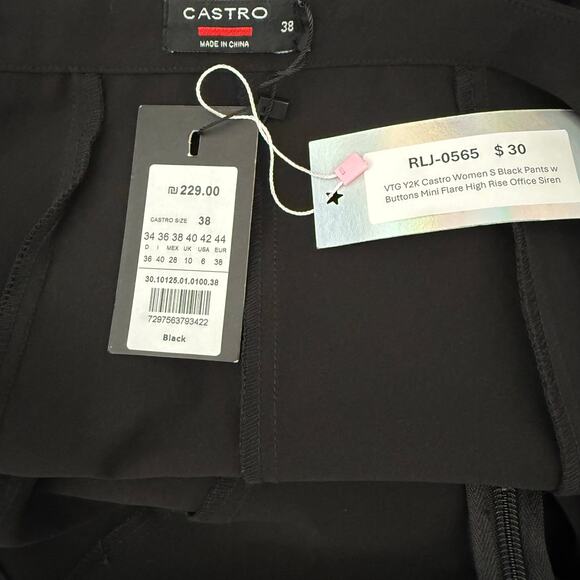 CASTRO
38
MADE IN CHINA
₪ 229.00
CASTRO SIZE 38
34 36 38 40 42 44
D I MEX UK USA EUR
36 40 28 10 6 38
30.10125.01.0100.38
7297563793422
Black
RLJ-0565 $ 30
VTG Y2K Castro Women S Black Pants w
Buttons Mini Flare High Rise Office Siren